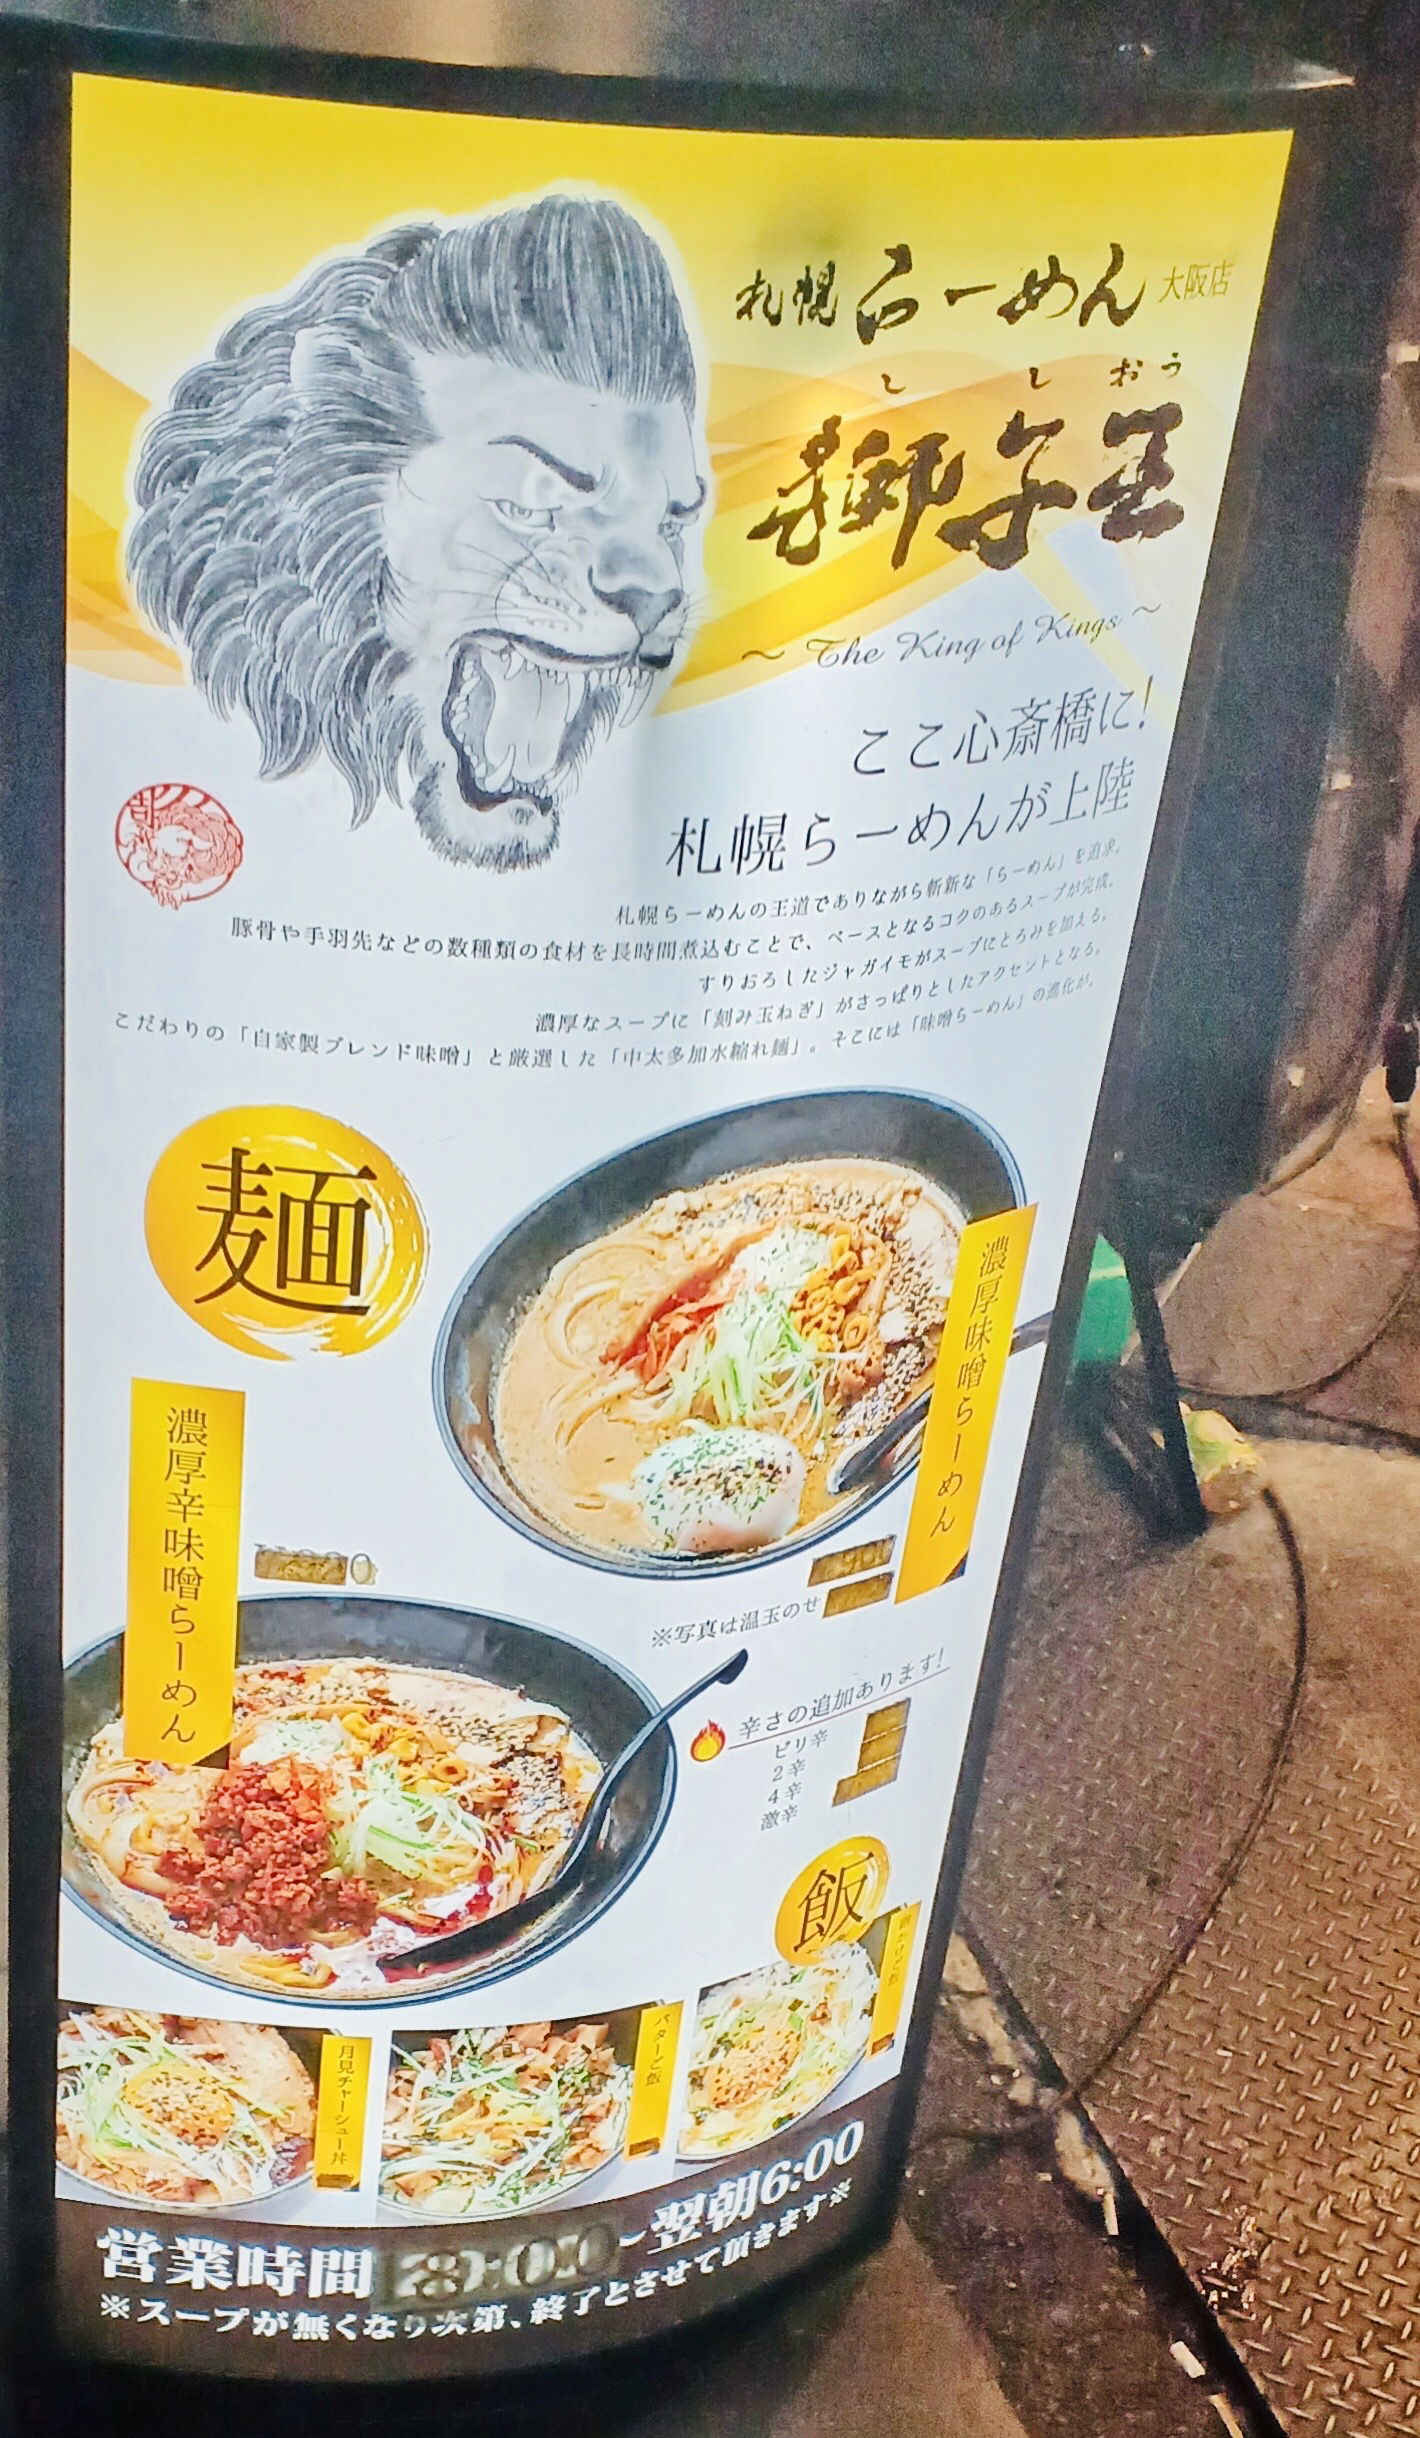 札幌 らーめん 大阪店
し し おう
獅子王
～ The King of Kings ～
ここ心斎橋に!
札幌らーめんが上陸
札幌らーめんの王道でありながら斬新な「らーめん」を追求。
豚骨や手羽先などの数種類の食材を長時間煮込むことで、ベースとなるコクのあるスープが完成。
すりおろしたジャガイモがスープにとろみを加える。
濃厚なスープに「刻み玉ねぎ」がさっぱりとしたアクセントとなる。
こだわりの「自家製ブレンド味噌」と厳選した「中太多加水縮れ麺」。そこには「味噌らーめん」の進化が。
麺
濃厚味噌らーめん
※写真は温玉のせ
濃厚辛味噌らーめん
辛さの追加あります!
ピリ辛
2辛
4辛
激辛
飯
月見チャーシュー丼
バターご飯
営業時間 ～翌朝6:00
※スープが無くなり次第、終了とさせて頂きます※